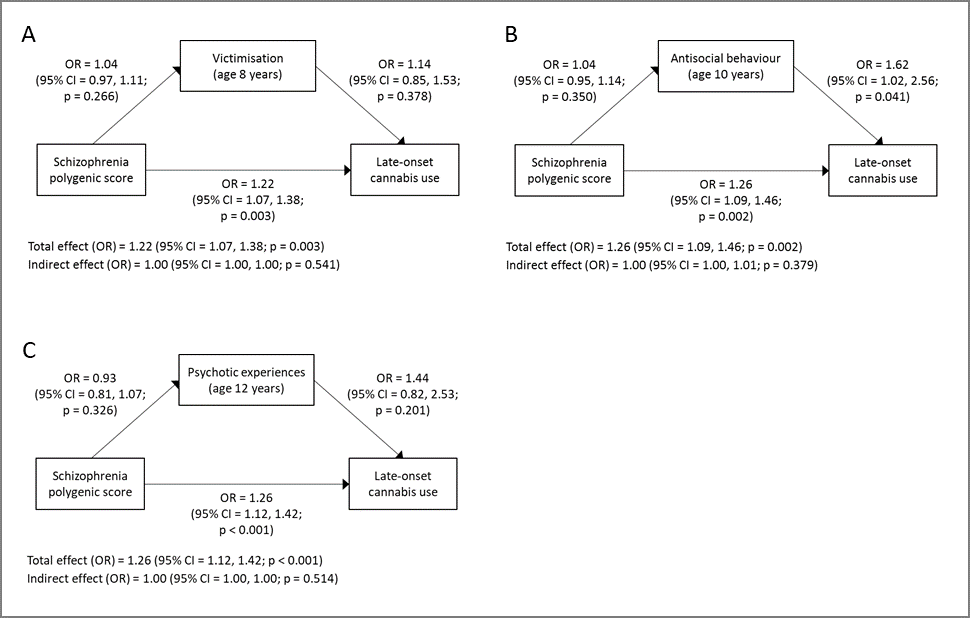 A
OR = 1.04
(95% CI = 0.97, 1.11;
p = 0.266)
Victimisation
(age 8 years)
OR = 1.14
(95% CI = 0.85, 1.53;
p = 0.378)
Schizophrenia
polygenic score
Late-onset
cannabis use
OR = 1.22
(95% CI = 1.07, 1.38;
p = 0.003)
Total effect (OR) = 1.22 (95% CI = 1.07, 1.38; p = 0.003)
Indirect effect (OR) = 1.00 (95% CI = 1.00, 1.00; p = 0.541)
B
OR = 1.04
(95% CI = 0.95, 1.14;
p = 0.350)
Antisocial behaviour
(age 10 years)
OR = 1.62
(95% CI = 1.02, 2.56;
p = 0.041)
Schizophrenia
polygenic score
Late-onset
cannabis use
OR = 1.26
(95% CI = 1.09, 1.46;
p = 0.002)
Total effect (OR) = 1.26 (95% CI = 1.09, 1.46; p = 0.002)
Indirect effect (OR) = 1.00 (95% CI = 1.00, 1.01; p = 0.379)
C
OR = 0.93
(95% CI = 0.81, 1.07;
p = 0.326)
Psychotic experiences
(age 12 years)
OR = 1.44
(95% CI = 0.82, 2.53;
p = 0.201)
Schizophrenia
polygenic score
Late-onset
cannabis use
OR = 1.26
(95% CI = 1.12, 1.42;
p < 0.001)
Total effect (OR) = 1.26 (95% CI = 1.12, 1.42; p < 0.001)
Indirect effect (OR) = 1.00 (95% CI = 1.00, 1.00; p = 0.514)